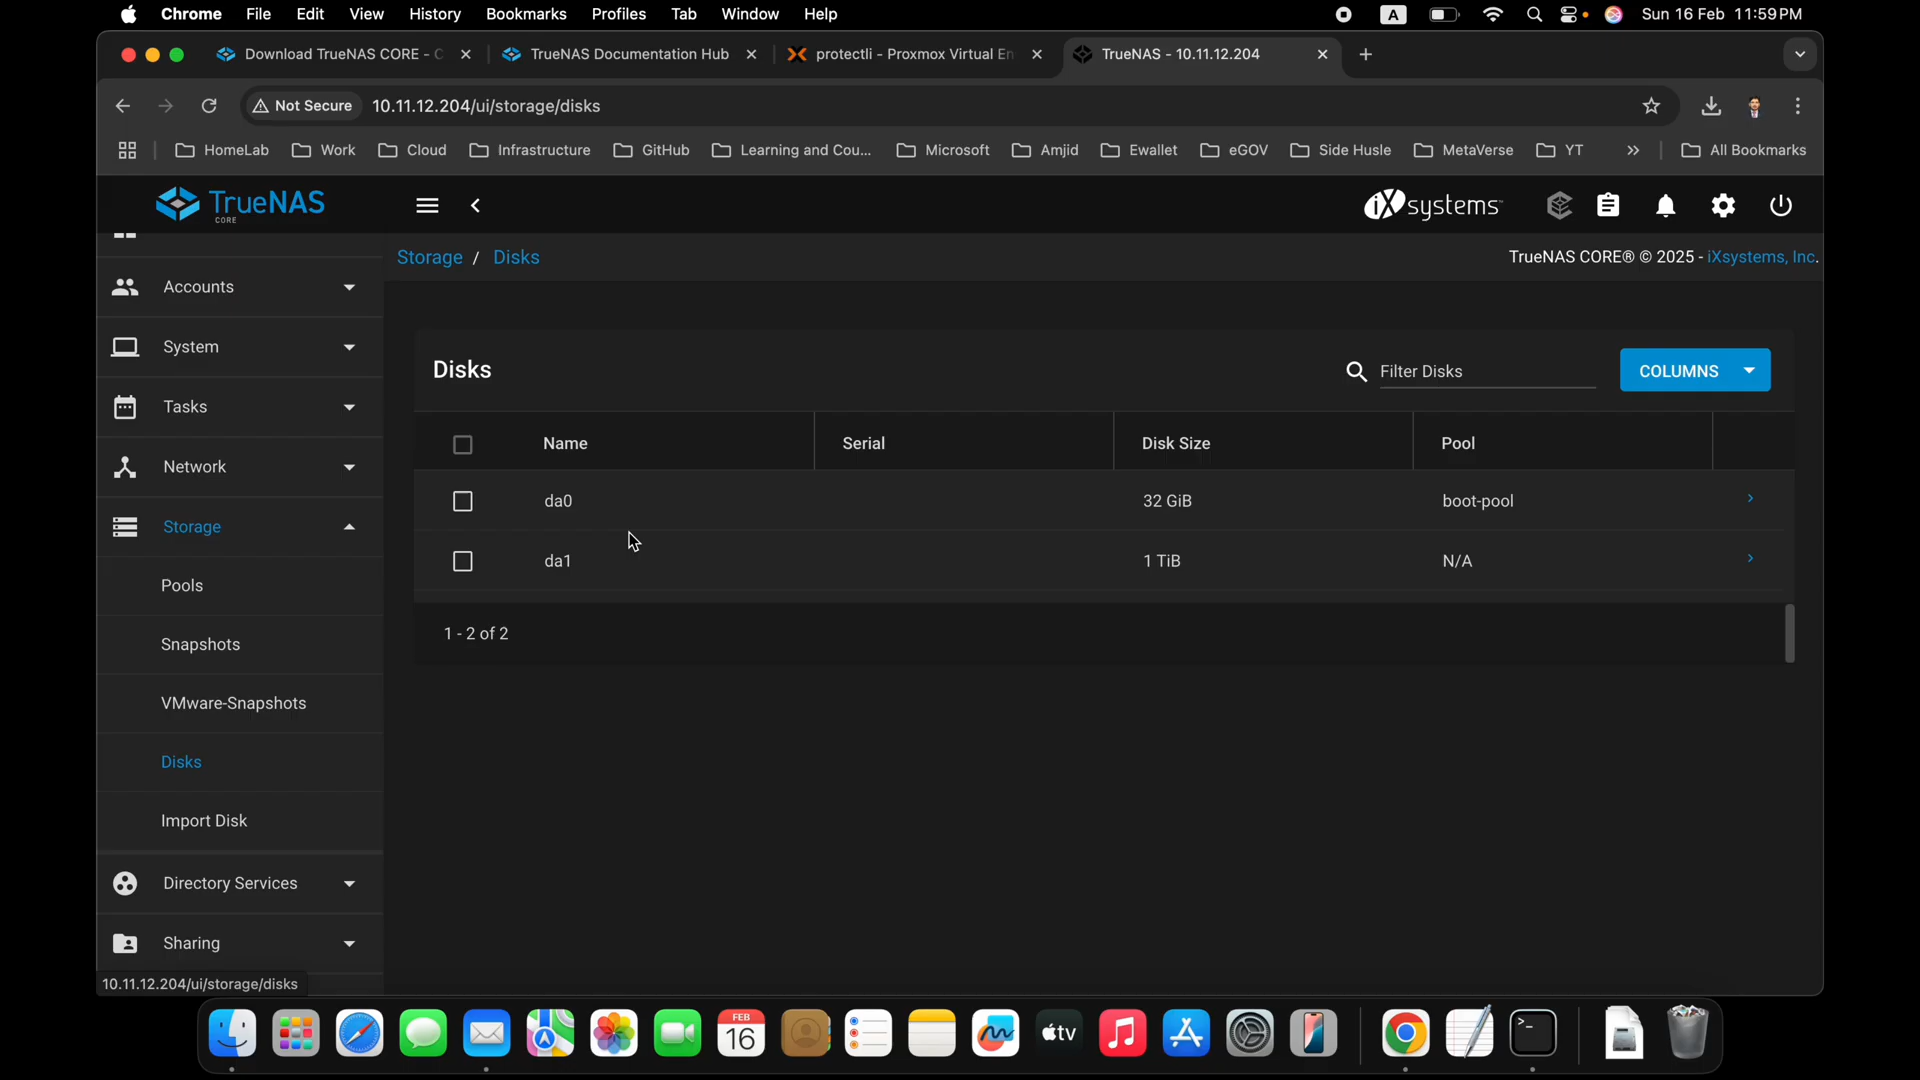 Chrome File Edit View History Bookmarks Profiles Tab Window Help A Sun 16 Feb 11:59 PM
Download TrueNAS CORE - C TrueNAS Documentation Hub protectli - Proxmox Virtual En TrueNAS - 10.11.12.204
Not Secure 10.11.12.204/ui/storage/disks
HomeLab Work Cloud Infrastructure GitHub Learning and Cou... Microsoft Amjid Ewallet eGOV Side Husle MetaVerse YT All Bookmarks
TrueNAS
CORE
iXsystems
Storage / Disks
TrueNAS CORE® © 2025 - iXsystems, Inc.
Accounts
System
Tasks
Network
Storage
Pools
Snapshots
VMware-Snapshots
Disks
Import Disk
Directory Services
Sharing
Disks
Filter Disks
COLUMNS
Name Serial Disk Size Pool
da0 32 GiB boot-pool
da1 1 TiB N/A
1 - 2 of 2
10.11.12.204/ui/storage/disks
FEB
16
tv